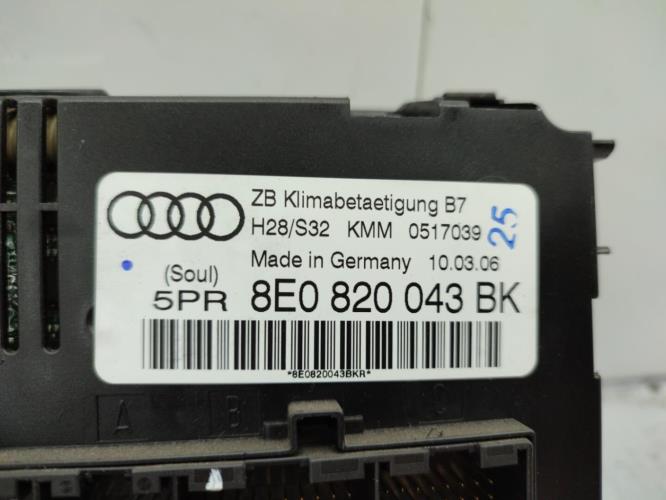 ZB Klimabetaetigung B7
H28/S32 KMM 0517039
25
Made in Germany 10.03.06
(Soul)
5PR 8E0 820 043 BK
*8E0820043BKR*
A B C